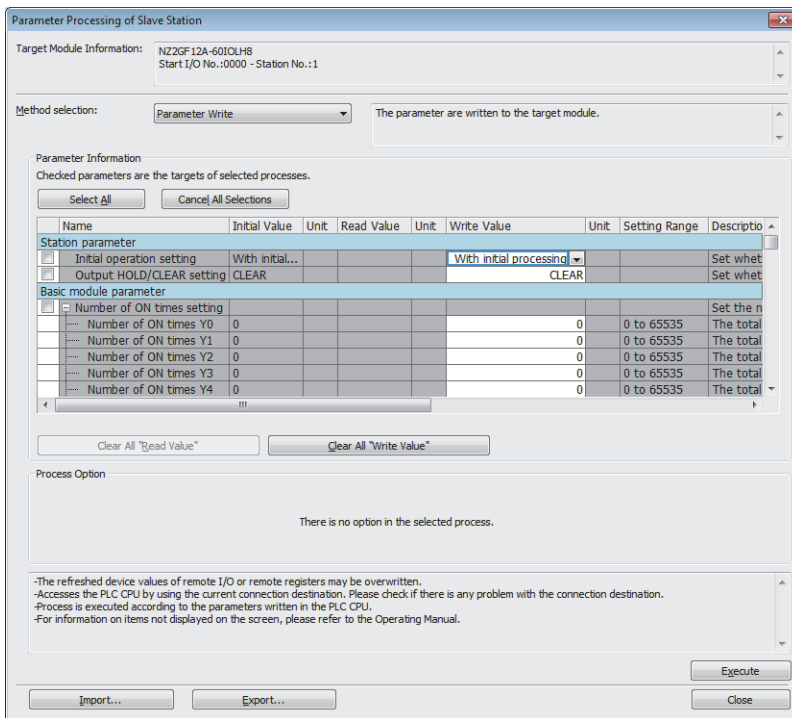 Parameter Processing of Slave Station
Target Module Information: NZ2GF12A-60IOLH8
Start I/O No.:0000 - Station No.:1
Method selection: Parameter Write The parameter are written to the target module.
Parameter Information
Checked parameters are the targets of selected processes.
Select All Cancel All Selections
Name Initial Value Unit Read Value Unit Write Value Unit Setting Range Descriptio
Station parameter
Initial operation setting With initial... With initial processing Set whet
Output HOLD/CLEAR setting CLEAR CLEAR Set whet
Basic module parameter
Number of ON times setting Set the n
Number of ON times Y0 0 0 0 to 65535 The total
Number of ON times Y1 0 0 0 to 65535 The total
Number of ON times Y2 0 0 0 to 65535 The total
Number of ON times Y3 0 0 0 to 65535 The total
Number of ON times Y4 0 0 0 to 65535 The total
Clear All "Read Value" Clear All "Write Value"
Process Option
There is no option in the selected process.
-The refreshed device values of remote I/O or remote registers may be overwritten.
-Accesses the PLC CPU by using the current connection destination. Please check if there is any problem with the connection destination.
-Process is executed according to the parameters written in the PLC CPU.
-For information on items not displayed on the screen, please refer to the Operating Manual.
Execute
Import... Export... Close